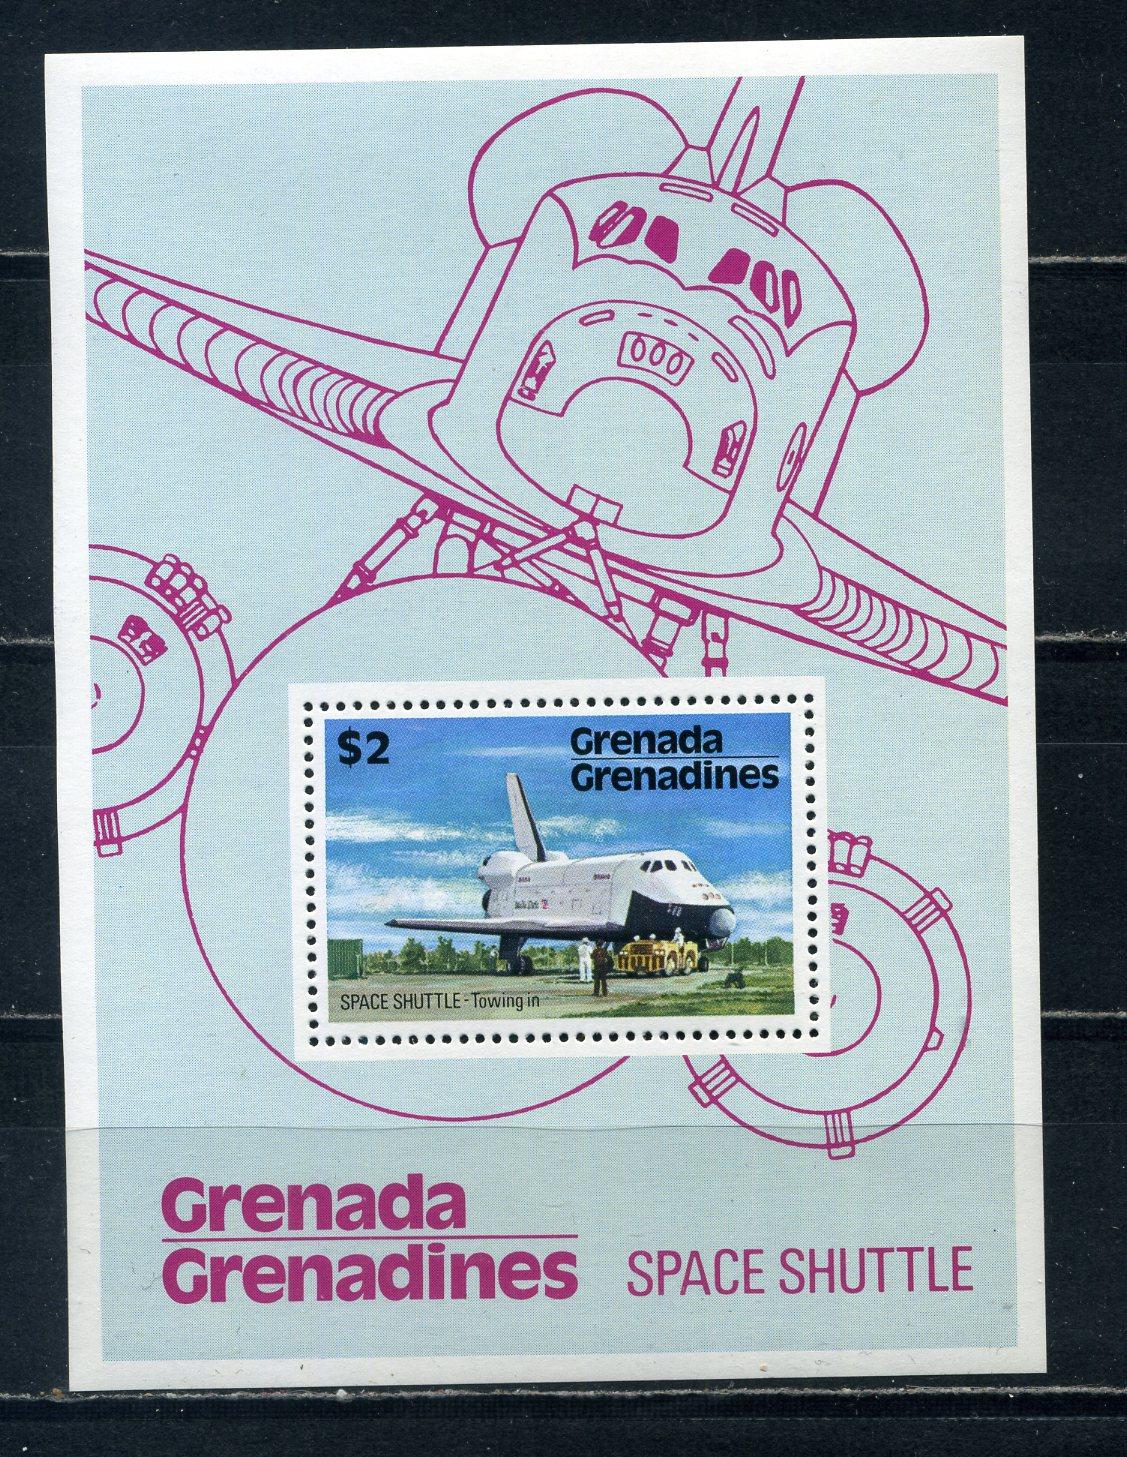 $2
Grenada
Grenadines
SPACE SHUTTLE - Towing in
Grenada
Grenadines
SPACE SHUTTLE